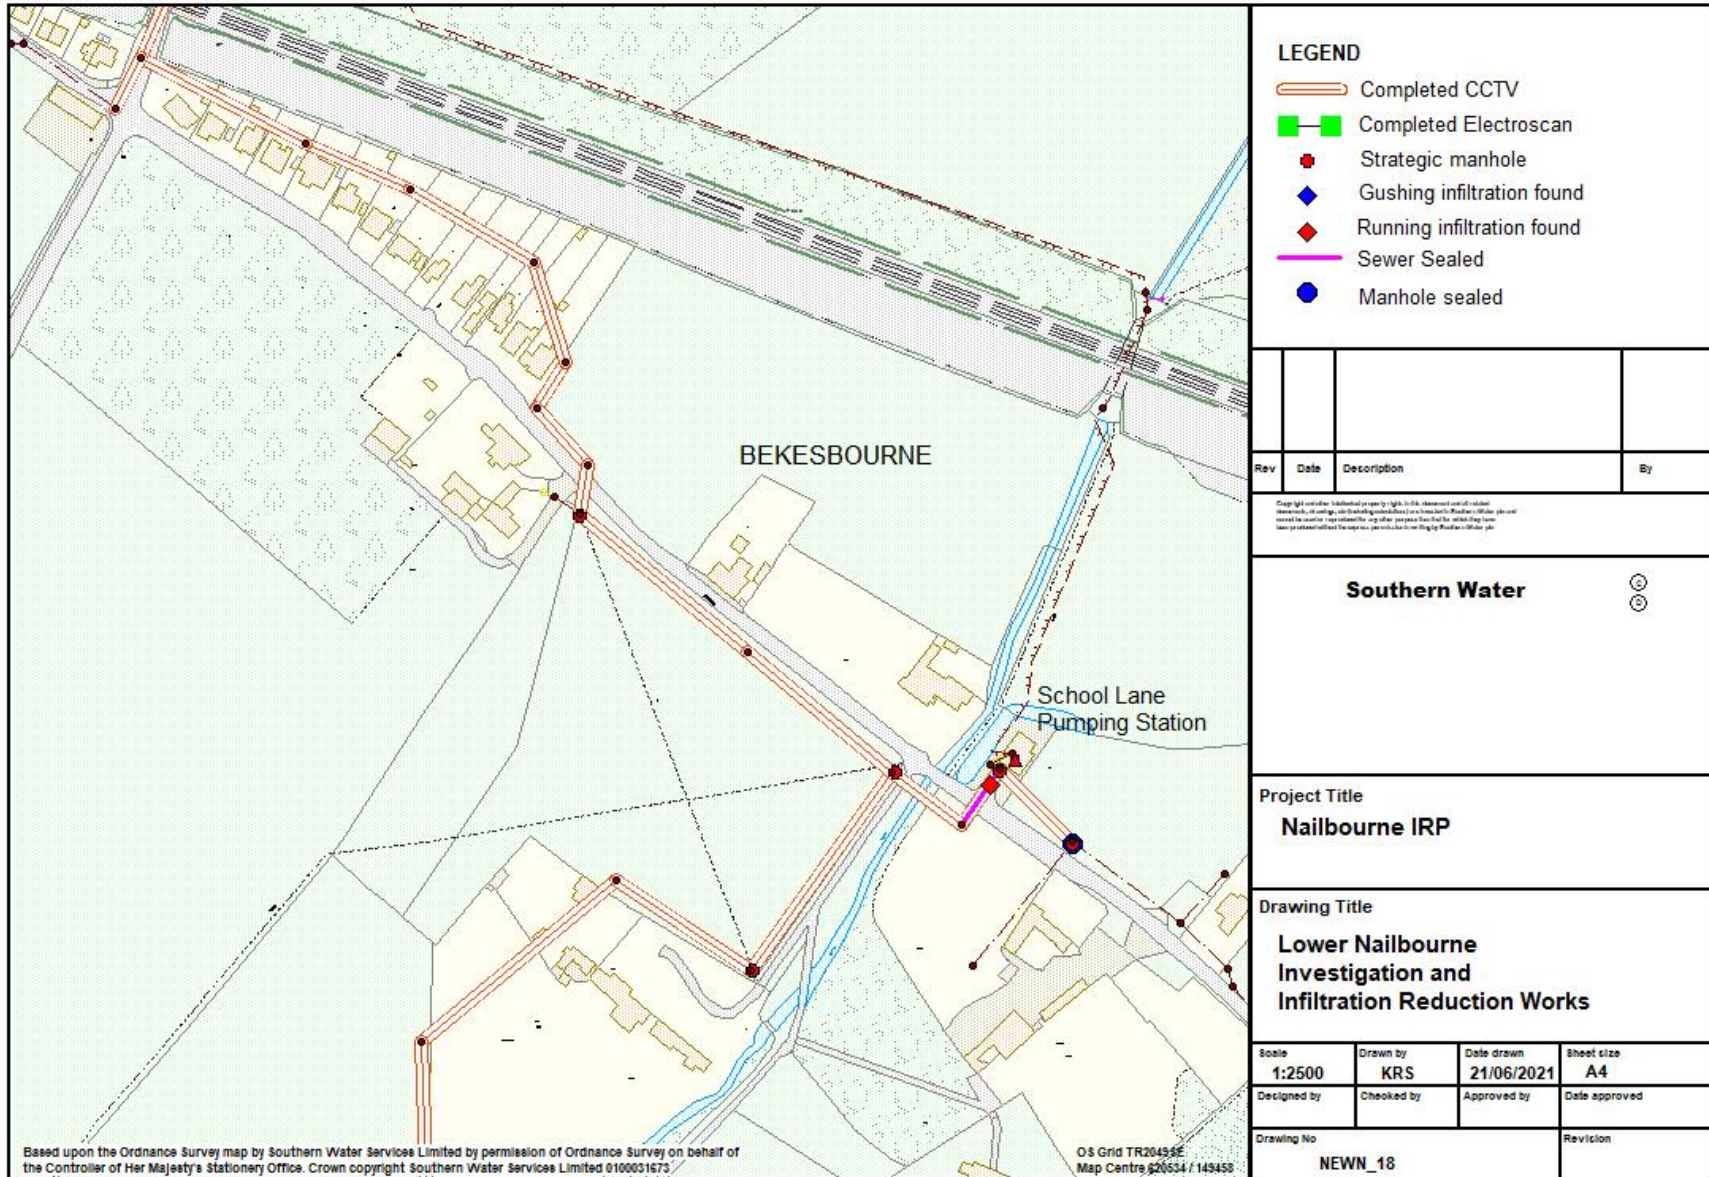 BEKESBOURNE
School Lane
Pumping Station
Based upon the Ordnance Survey map by Southern Water Services Limited by permission of Ordnance Survey on behalf of
the Controller of Her Majesty's Stationery Office. Crown copyright Southern Water Services Limited 0100031673
OS Grid
Map Centre / 149458
LEGEND
Completed CCTV
Completed Electroscan
Strategic manhole
Gushing infiltration found
Running infiltration found
Sewer Sealed
Manhole sealed
Rev Date Description By
Southern Water
Project Title
Nailbourne IRP
Drawing Title
Lower Nailbourne
Investigation and
Infiltration Reduction Works
Scale Drawn by Date drawn Sheet size
1:2500 KRS 21/06/2021 A4
Designed by Checked by Approved by Date approved
Drawing No Revision
NEWN_18